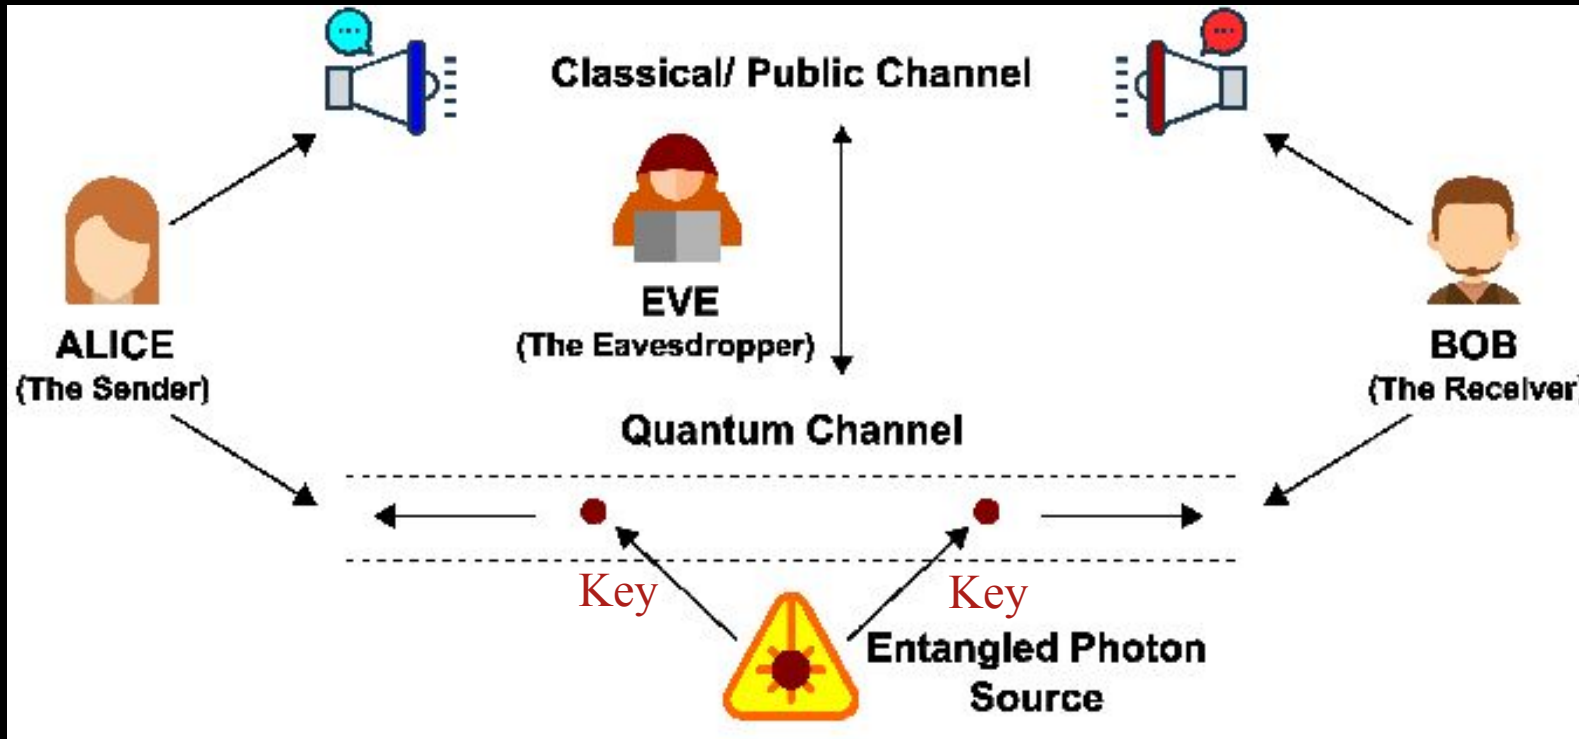 Classical/ Public Channel
EVE
(The Eavesdropper)
ALICE
(The Sender)
BOB
(The Receiver)
Quantum Channel
Key
Key
Entangled Photon
Source